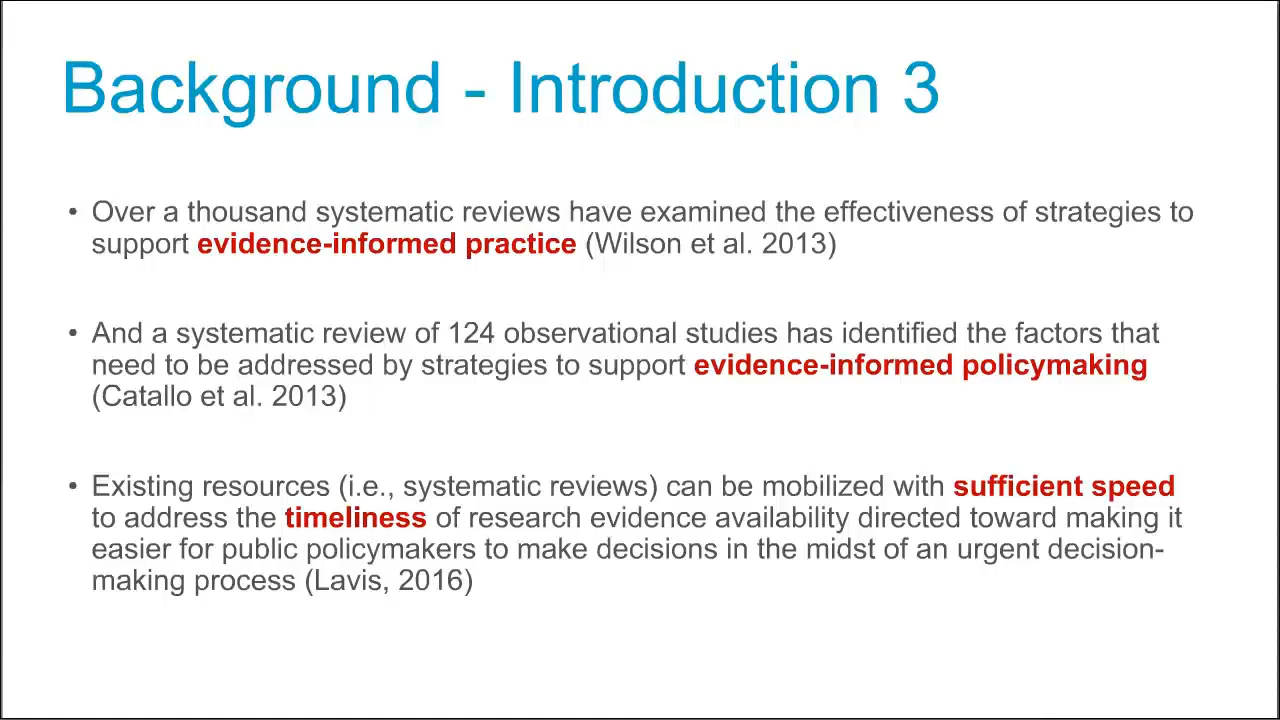 Background - Introduction 3
• Over a thousand systematic reviews have examined the effectiveness of strategies to
support evidence-informed practice (Wilson et al. 2013)
• And a systematic review of 124 observational studies has identified the factors that
need to be addressed by strategies to support evidence-informed policymaking
(Catallo et al. 2013)
• Existing resources (i.e., systematic reviews) can be mobilized with sufficient speed
to address the timeliness of research evidence availability directed toward making it
easier for public policymakers to make decisions in the midst of an urgent decision-
making process (Lavis, 2016)